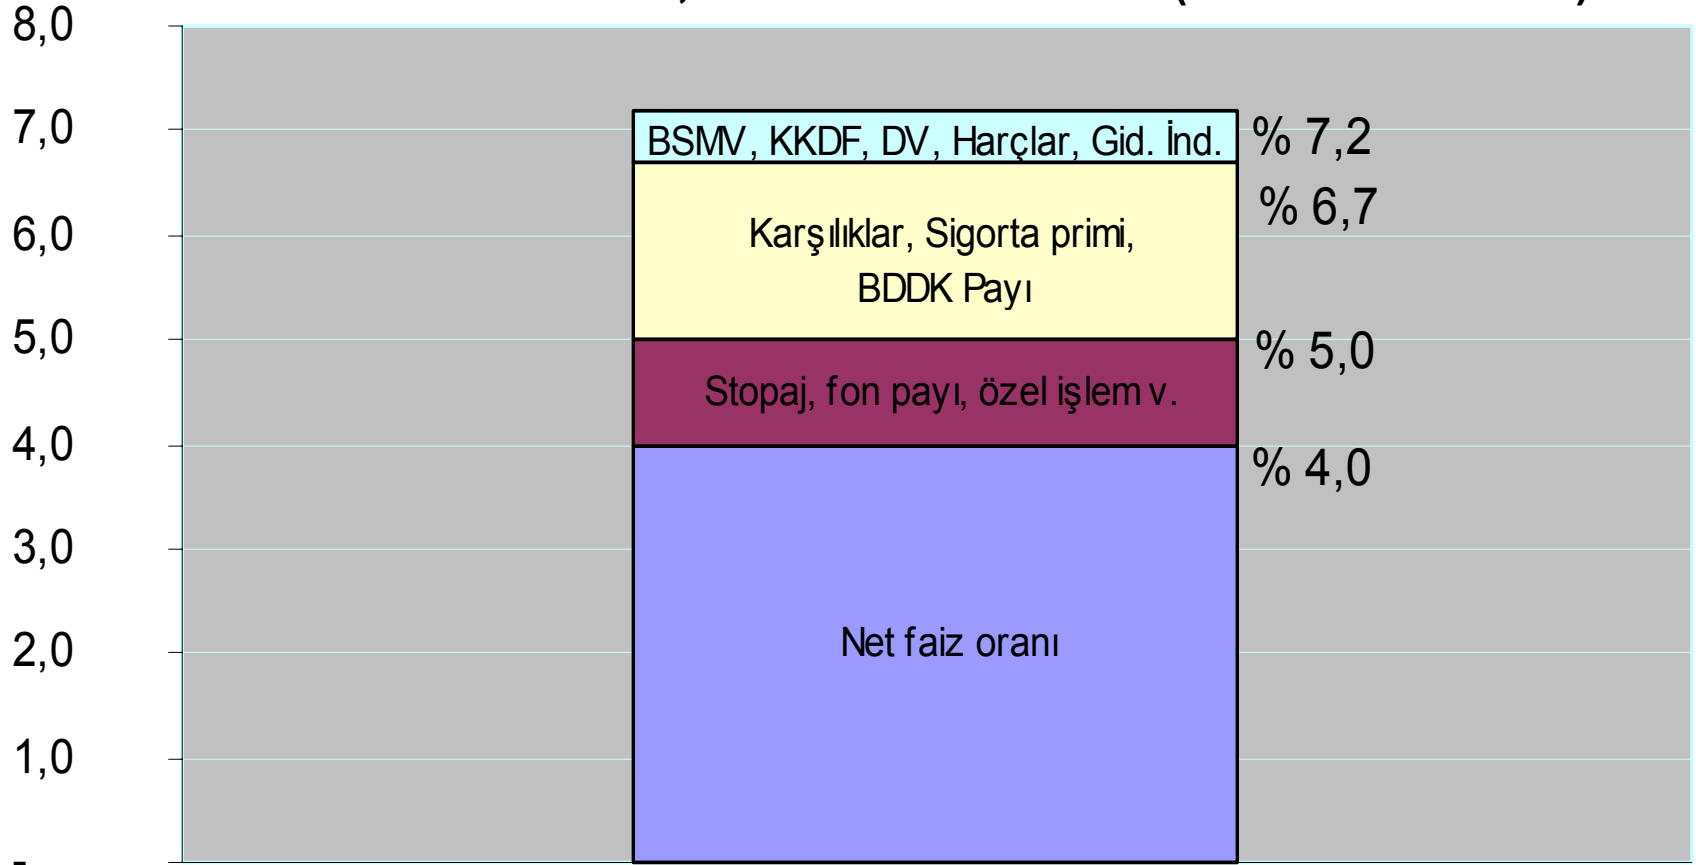 8,0
7,0
BSMV, KKDF, DV, Harçlar, Gid. İnd.
% 7,2
% 6,7
6,0
Karşılıklar, Sigorta primi,
BDDK Payı
5,0
% 5,0
Stopaj, fon payı, özel işlem v.
4,0
% 4,0
3,0
2,0
Net faiz oranı
1,0
-